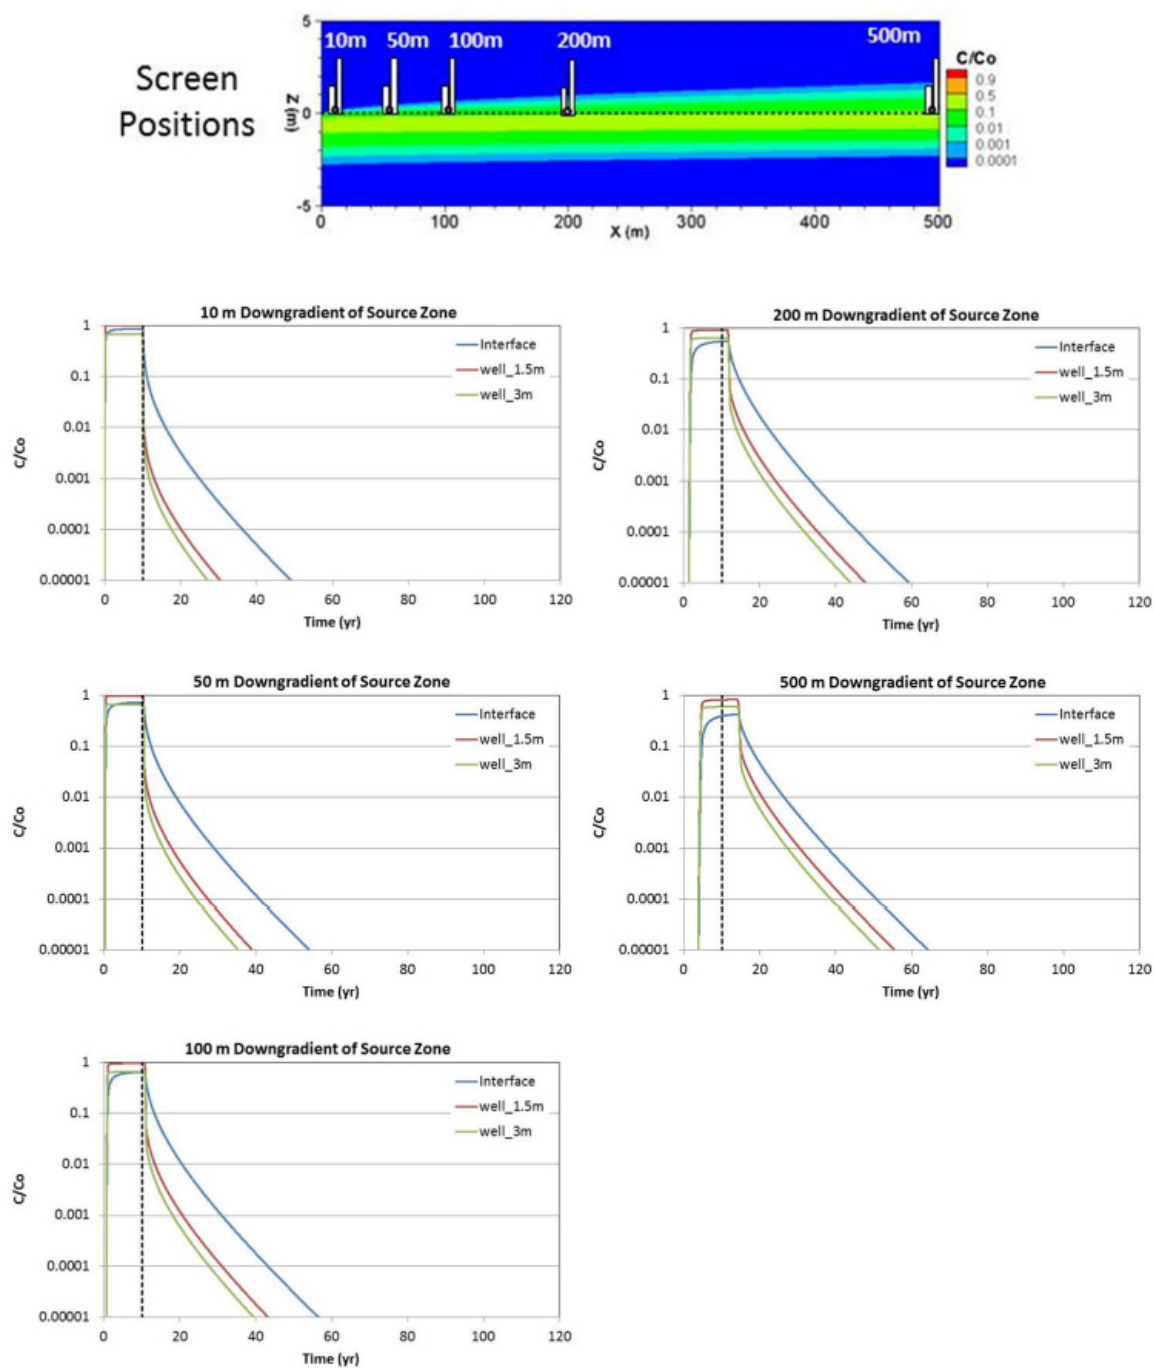 Screen
Positions
5
0
-5
Z (m)
10m 50m 100m 200m 500m
C/Co
0.9
0.5
0.1
0.01
0.001
0.0001
0 100 200 300 400 500
X (m)
10 m Downgradient of Source Zone
1
0.1
0.01
0.001
0.0001
0.00001
C/Co
Interface
well_1.5m
well_3m
0 20 40 60 80 100 120
Time (yr)
200 m Downgradient of Source Zone
1
0.1
0.01
0.001
0.0001
0.00001
C/Co
Interface
well_1.5m
well_3m
0 20 40 60 80 100 120
Time (yr)
50 m Downgradient of Source Zone
1
0.1
0.01
0.001
0.0001
0.00001
C/Co
Interface
well_1.5m
well_3m
0 20 40 60 80 100 120
Time (yr)
500 m Downgradient of Source Zone
1
0.1
0.01
0.001
0.0001
0.00001
C/Co
Interface
well_1.5m
well_3m
0 20 40 60 80 100 120
Time (yr)
100 m Downgradient of Source Zone
1
0.1
0.01
0.001
0.0001
0.00001
C/Co
Interface
well_1.5m
well_3m
0 20 40 60 80 100 120
Time (yr)